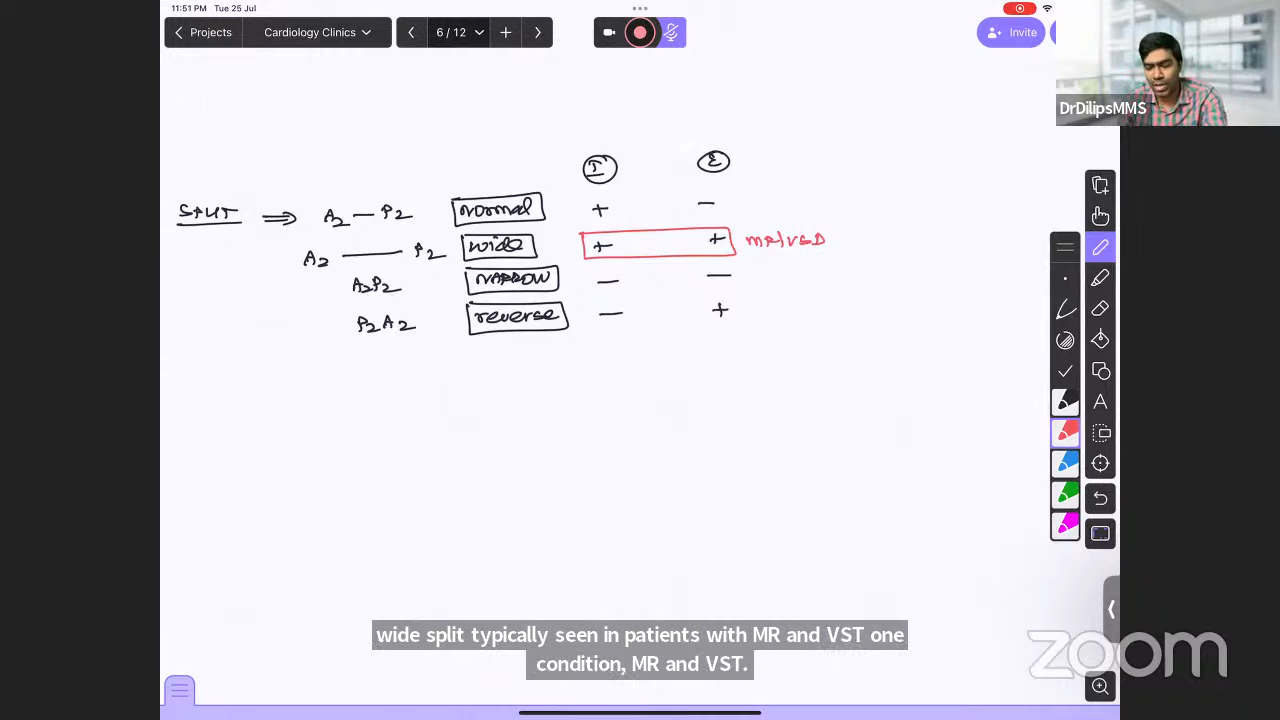 11:51 PM Tue 25 Jul
Projects Cardiology Clinics 6 / 12 Invite
DrDilipsMMS
I E
SPLIT ⇒ A2 — P2 normal + -
A2 —— P2 wide + + MR/VSD
A2P2 NARROW - -
P2A2 reverse - +
A
wide split typically seen in patients with MR and VST one
condition, MR and VST.
zoom